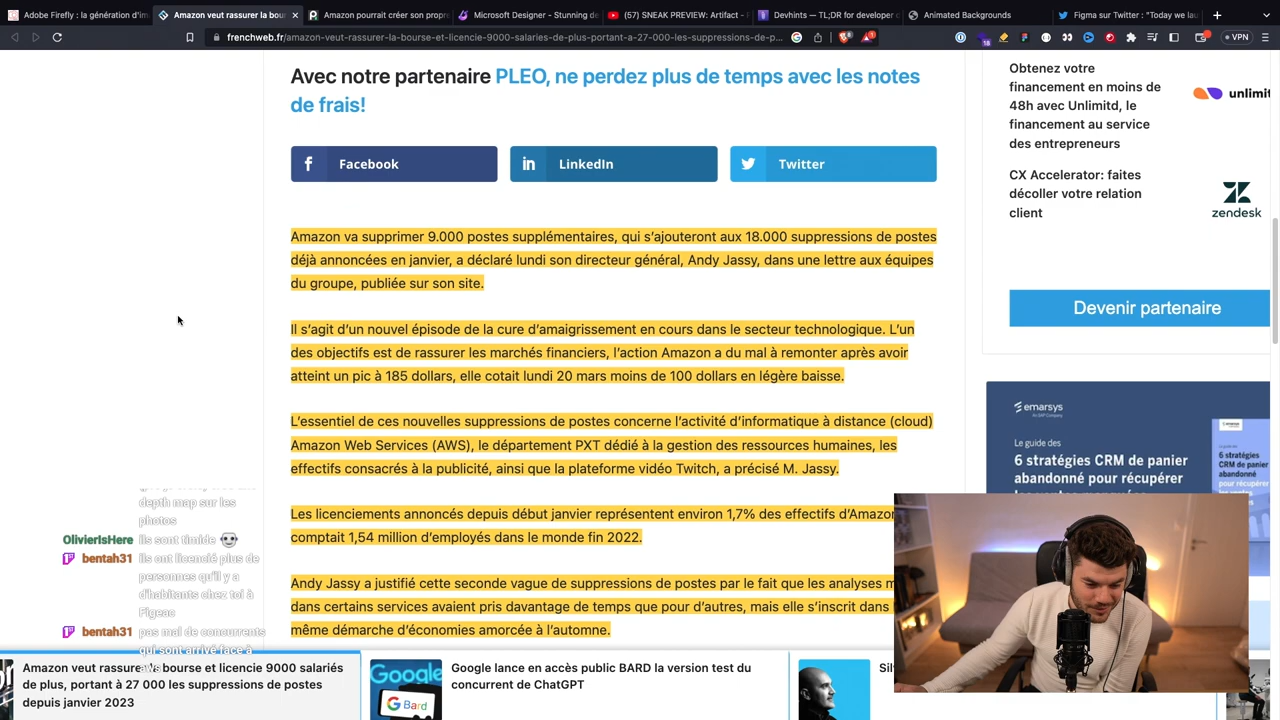 Adobe Firefly : la génération d'im
Amazon veut rassurer la bou
Amazon pourrait créer son propre
Microsoft Designer - Stunning de
(57) SNEAK PREVIEW: Artifact -
Devhints — TL;DR for developer
Animated Backgrounds
Figma sur Twitter : "Today we lau
frenchweb.fr/amazon-veut-rassurer-la-bourse-et-licencie-9000-salaries-de-plus-portant-a-27-000-les-suppressions-de-p...
VPN
Avec notre partenaire PLEO, ne perdez plus de temps avec les notes
de frais!
Facebook
LinkedIn
Twitter
Amazon va supprimer 9.000 postes supplémentaires, qui s'ajouteront aux 18.000 suppressions de postes
déjà annoncées en janvier, a déclaré lundi son directeur général, Andy Jassy, dans une lettre aux équipes
du groupe, publiée sur son site.
Il s'agit d'un nouvel épisode de la cure d'amaigrissement en cours dans le secteur technologique. L'un
des objectifs est de rassurer les marchés financiers, l'action Amazon a du mal à remonter après avoir
atteint un pic à 185 dollars, elle cotait lundi 20 mars moins de 100 dollars en légère baisse.
L'essentiel de ces nouvelles suppressions de postes concerne l'activité d'informatique à distance (cloud)
Amazon Web Services (AWS), le département PXT dédié à la gestion des ressources humaines, les
effectifs consacrés à la publicité, ainsi que la plateforme vidéo Twitch, a précisé M. Jassy.
Les licenciements annoncés depuis début janvier représentent environ 1,7% des effectifs d'Amazon
comptait 1,54 million d'employés dans le monde fin 2022.
Andy Jassy a justifié cette seconde vague de suppressions de postes par le fait que les analyses m
dans certains services avaient pris davantage de temps que pour d'autres, mais elle s'inscrit dans
même démarche d'économies amorcée à l'automne.
Obtenez votre
financement en moins de
48h avec Unlimitd, le
financement au service
des entrepreneurs
unlimit
CX Accelerator: faites
décoller votre relation
client
zendesk
Devenir partenaire
emarsys
An SAP Company
Le guide des
6 stratégies CRM de panier
abandonné pour récupérer
6 stratégies CRM
abandonné
pour récupérer
depth map sur les
photos
OlivierIsHere ils sont timide
bentah31 ils ont licencié plus de
personnes qu'il y a
d'habitants chez toi à
Figeac
bentah31 pas mal de concurrents
qui sont arrivé face à
aws
Amazon veut rassurer la bourse et licencie 9000 salariés
de plus, portant à 27 000 les suppressions de postes
depuis janvier 2023
Google
Bard
Google lance en accès public BARD la version test du
concurrent de ChatGPT